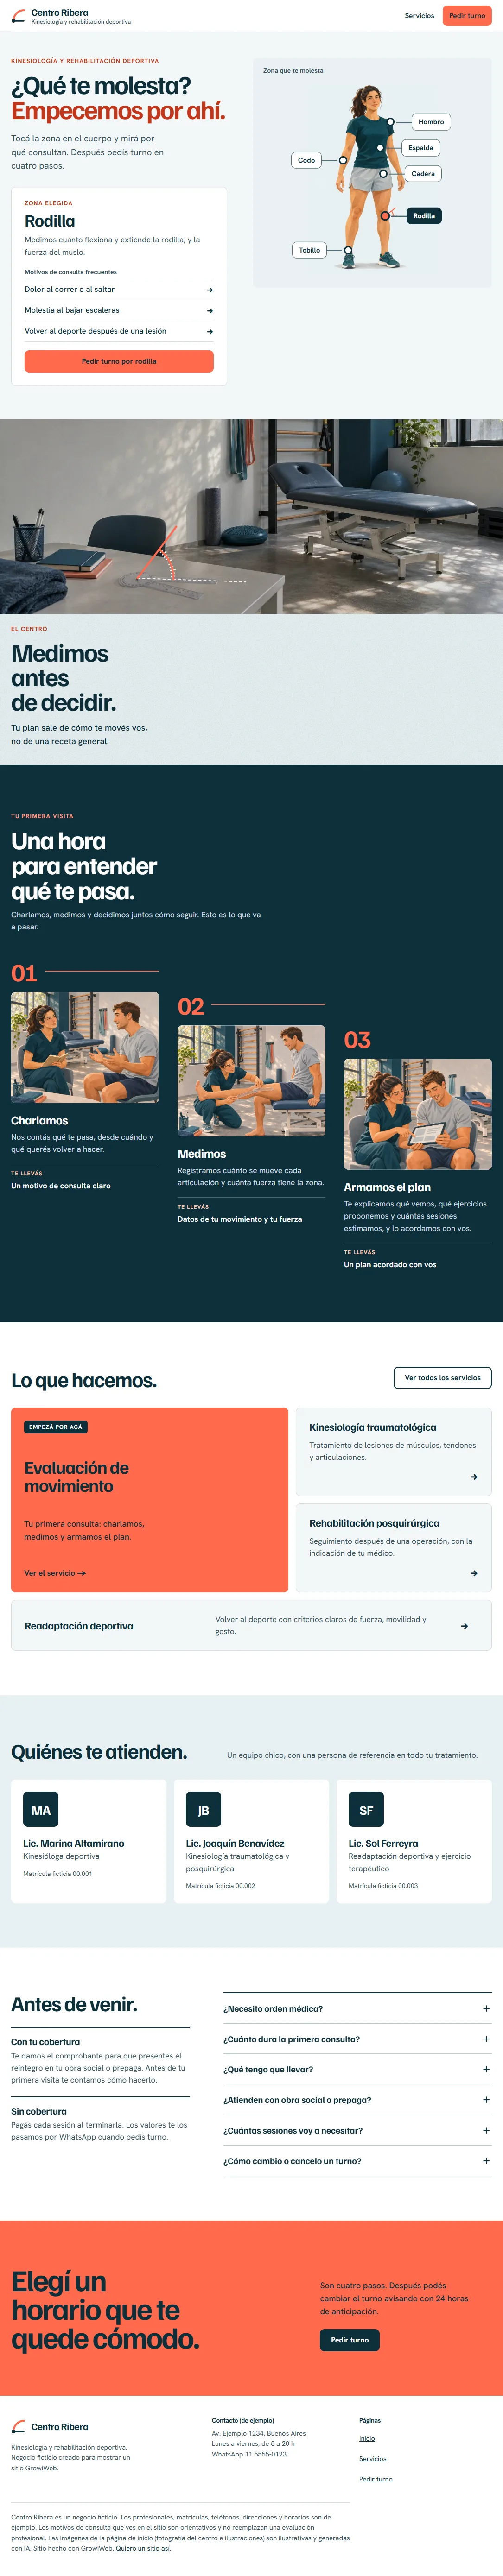 Centro Ribera
Kinesiología y rehabilitación deportiva
Servicios
Pedir turno
KINESIOLOGÍA Y REHABILITACIÓN DEPORTIVA
¿Qué te molesta?
Empecemos por ahí.
Tocá la zona en el cuerpo y mirá por
qué consultan. Después pedís turno en
cuatro pasos.
ZONA ELEGIDA
Rodilla
Medimos cuánto flexiona y extiende la rodilla, y la
fuerza del muslo.
Motivos de consulta frecuentes
Dolor al correr o al saltar →
Molestia al bajar escaleras →
Volver al deporte después de una lesión →
Pedir turno por rodilla
Zona que te molesta
Hombro
Espalda
Codo
Cadera
Rodilla
Tobillo
EL CENTRO
Medimos
antes
de decidir.
Tu plan sale de cómo te movés vos,
no de una receta general.
TU PRIMERA VISITA
Una hora
para entender
qué te pasa.
Charlamos, medimos y decidimos juntos cómo seguir. Esto es lo que va
a pasar.
01
Charlamos
Nos contás qué te pasa, desde cuándo y
qué querés volver a hacer.
TE LLEVÁS
Un motivo de consulta claro
02
Medimos
Registramos cuánto se mueve cada
articulación y cuánta fuerza tiene la zona.
TE LLEVÁS
Datos de tu movimiento y tu fuerza
03
Armamos el plan
Te explicamos qué vemos, qué ejercicios
proponemos y cuántas sesiones
estimamos, y lo acordamos con vos.
TE LLEVÁS
Un plan acordado con vos
Lo que hacemos.
Ver todos los servicios
EMPEZÁ POR ACÁ
Evaluación de
movimiento
Tu primera consulta: charlamos,
medimos y armamos el plan.
Ver el servicio →
Kinesiología traumatológica
Tratamiento de lesiones de músculos, tendones
y articulaciones.
→
Rehabilitación posquirúrgica
Seguimiento después de una operación, con la
indicación de tu médico.
→
Readaptación deportiva
Volver al deporte con criterios claros de fuerza, movilidad y
gesto.
→
Quiénes te atienden.
Un equipo chico, con una persona de referencia en todo tu tratamiento.
MA
Lic. Marina Altamirano
Kinesióloga deportiva
Matrícula ficticia 00.001
JB
Lic. Joaquín Benavídez
Kinesiología traumatológica y
posquirúrgica
Matrícula ficticia 00.002
SF
Lic. Sol Ferreyra
Readaptación deportiva y ejercicio
terapéutico
Matrícula ficticia 00.003
Antes de venir.
Con tu cobertura
Te damos el comprobante para que presentes el
reintegro en tu obra social o prepaga. Antes de tu
primera visita te contamos cómo hacerlo.
Sin cobertura
Pagás cada sesión al terminarla. Los valores te los
pasamos por WhatsApp cuando pedís turno.
¿Necesito orden médica? +
¿Cuánto dura la primera consulta? +
¿Qué tengo que llevar? +
¿Atienden con obra social o prepaga? +
¿Cuántas sesiones voy a necesitar? +
¿Cómo cambio o cancelo un turno? +
Elegí un
horario que te
quede cómodo.
Son cuatro pasos. Después podés
cambiar el turno avisando con 24 horas
de anticipación.
Pedir turno
Centro Ribera
Kinesiología y rehabilitación deportiva.
Negocio ficticio creado para mostrar un
sitio GrowiWeb.
Contacto (de ejemplo)
Av. Ejemplo 1234, Buenos Aires
Lunes a viernes, de 8 a 20 h
WhatsApp 11 5555-0123
Páginas
Inicio
Servicios
Pedir turno
Centro Ribera es un negocio ficticio. Los profesionales, matrículas, teléfonos, direcciones y horarios son de
ejemplo. Los motivos de consulta que ves en el sitio son orientativos y no reemplazan una evaluación
profesional. Las imágenes de la página de inicio (fotografía del centro e ilustraciones) son ilustrativas y generadas
con IA. Sitio hecho con GrowiWeb. Quiero un sitio así.